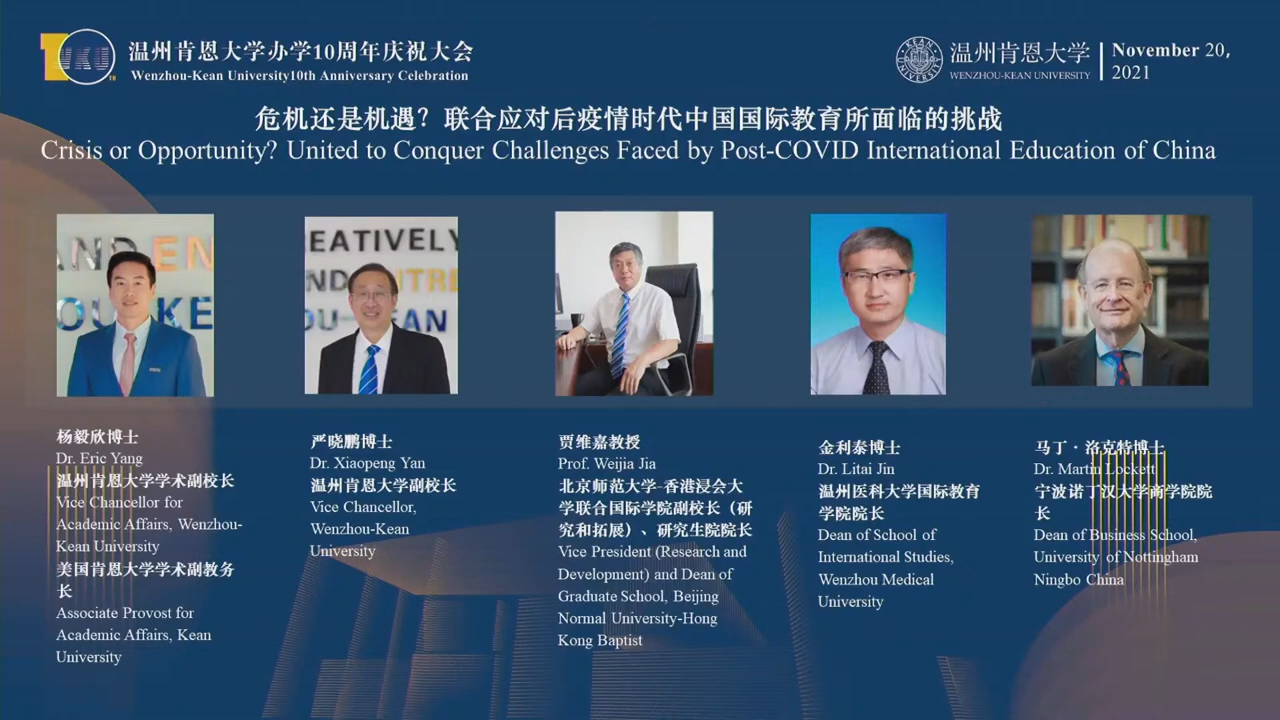 温州肯恩大学办学10周年庆祝大会
Wenzhou-Kean University10th Anniversary Celebration
温州肯恩大学
WENZHOU-KEAN UNIVERSITY
November 20,
2021
危机还是机遇？联合应对后疫情时代中国国际教育所面临的挑战
Crisis or Opportunity? United to Conquer Challenges Faced by Post-COVID International Education of China
AND EN
OU-KE
EATIVELY
ND ENTRE
OU-KEAN
杨毅欣博士
Dr. Eric Yang
温州肯恩大学学术副校长
Vice Chancellor for
Academic Affairs, Wenzhou-
Kean University
美国肯恩大学学术副教务
长
Associate Provost for
Academic Affairs, Kean
University
严晓鹏博士
Dr. Xiaopeng Yan
温州肯恩大学副校长
Vice Chancellor,
Wenzhou-Kean
University
贾维嘉教授
Prof. Weijia Jia
北京师范大学–香港浸会大
学联合国际学院副校长（研
究和拓展）、研究生院院长
Vice President (Research and
Development) and Dean of
Graduate School, Beijing
Normal University-Hong
Kong Baptist
金利泰博士
Dr. Litai Jin
温州医科大学国际教育
学院院长
Dean of School of
International Studies,
Wenzhou Medical
University
马丁·洛克特博士
Dr. Martin Lockett
宁波诺丁汉大学商学院院
长
Dean of Business School,
University of Nottingham
Ningbo China